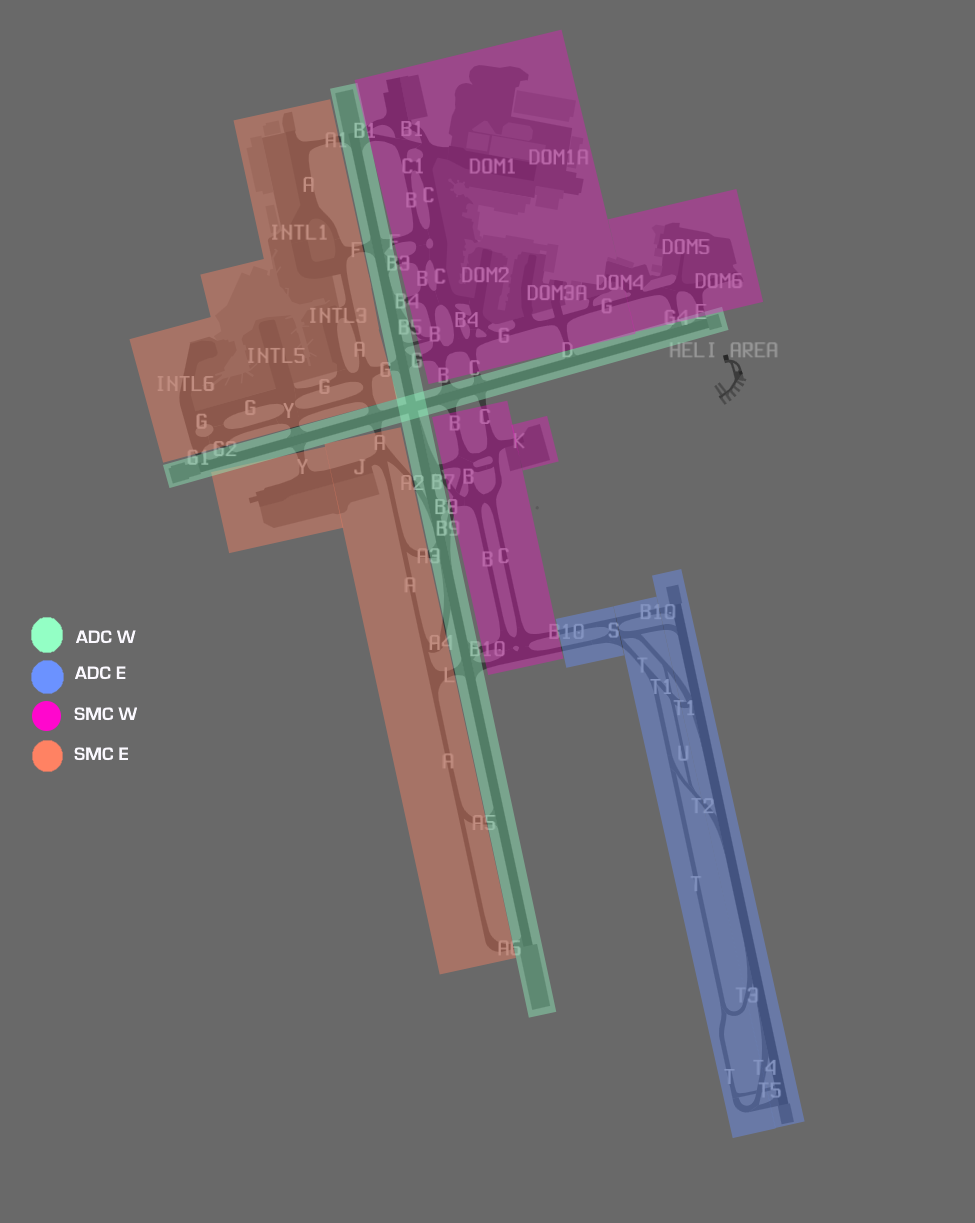 B1
B1
A1
C1
DOM1
DOM1A
A
B
C
INTL1
F
F
DOM5
B3
B
C
DOM2
DOM4
DOM6
DOM3A
B4
G
INTL3
B4
G4
E
B5
B
G
A
D
HELI AREA
INTL5
G
G
C
B
INTL6
G
G
Y
G
B
C
A
K
G2
G1
Y
J
A2
B7
B
B8
B9
A3
B
C
A
B10
B10
S
ADC W
A4
B10
T
ADC E
L
T1
T1
SMC W
U
SMC E
A
T2
A5
T
A6
T3
T4
T
T5